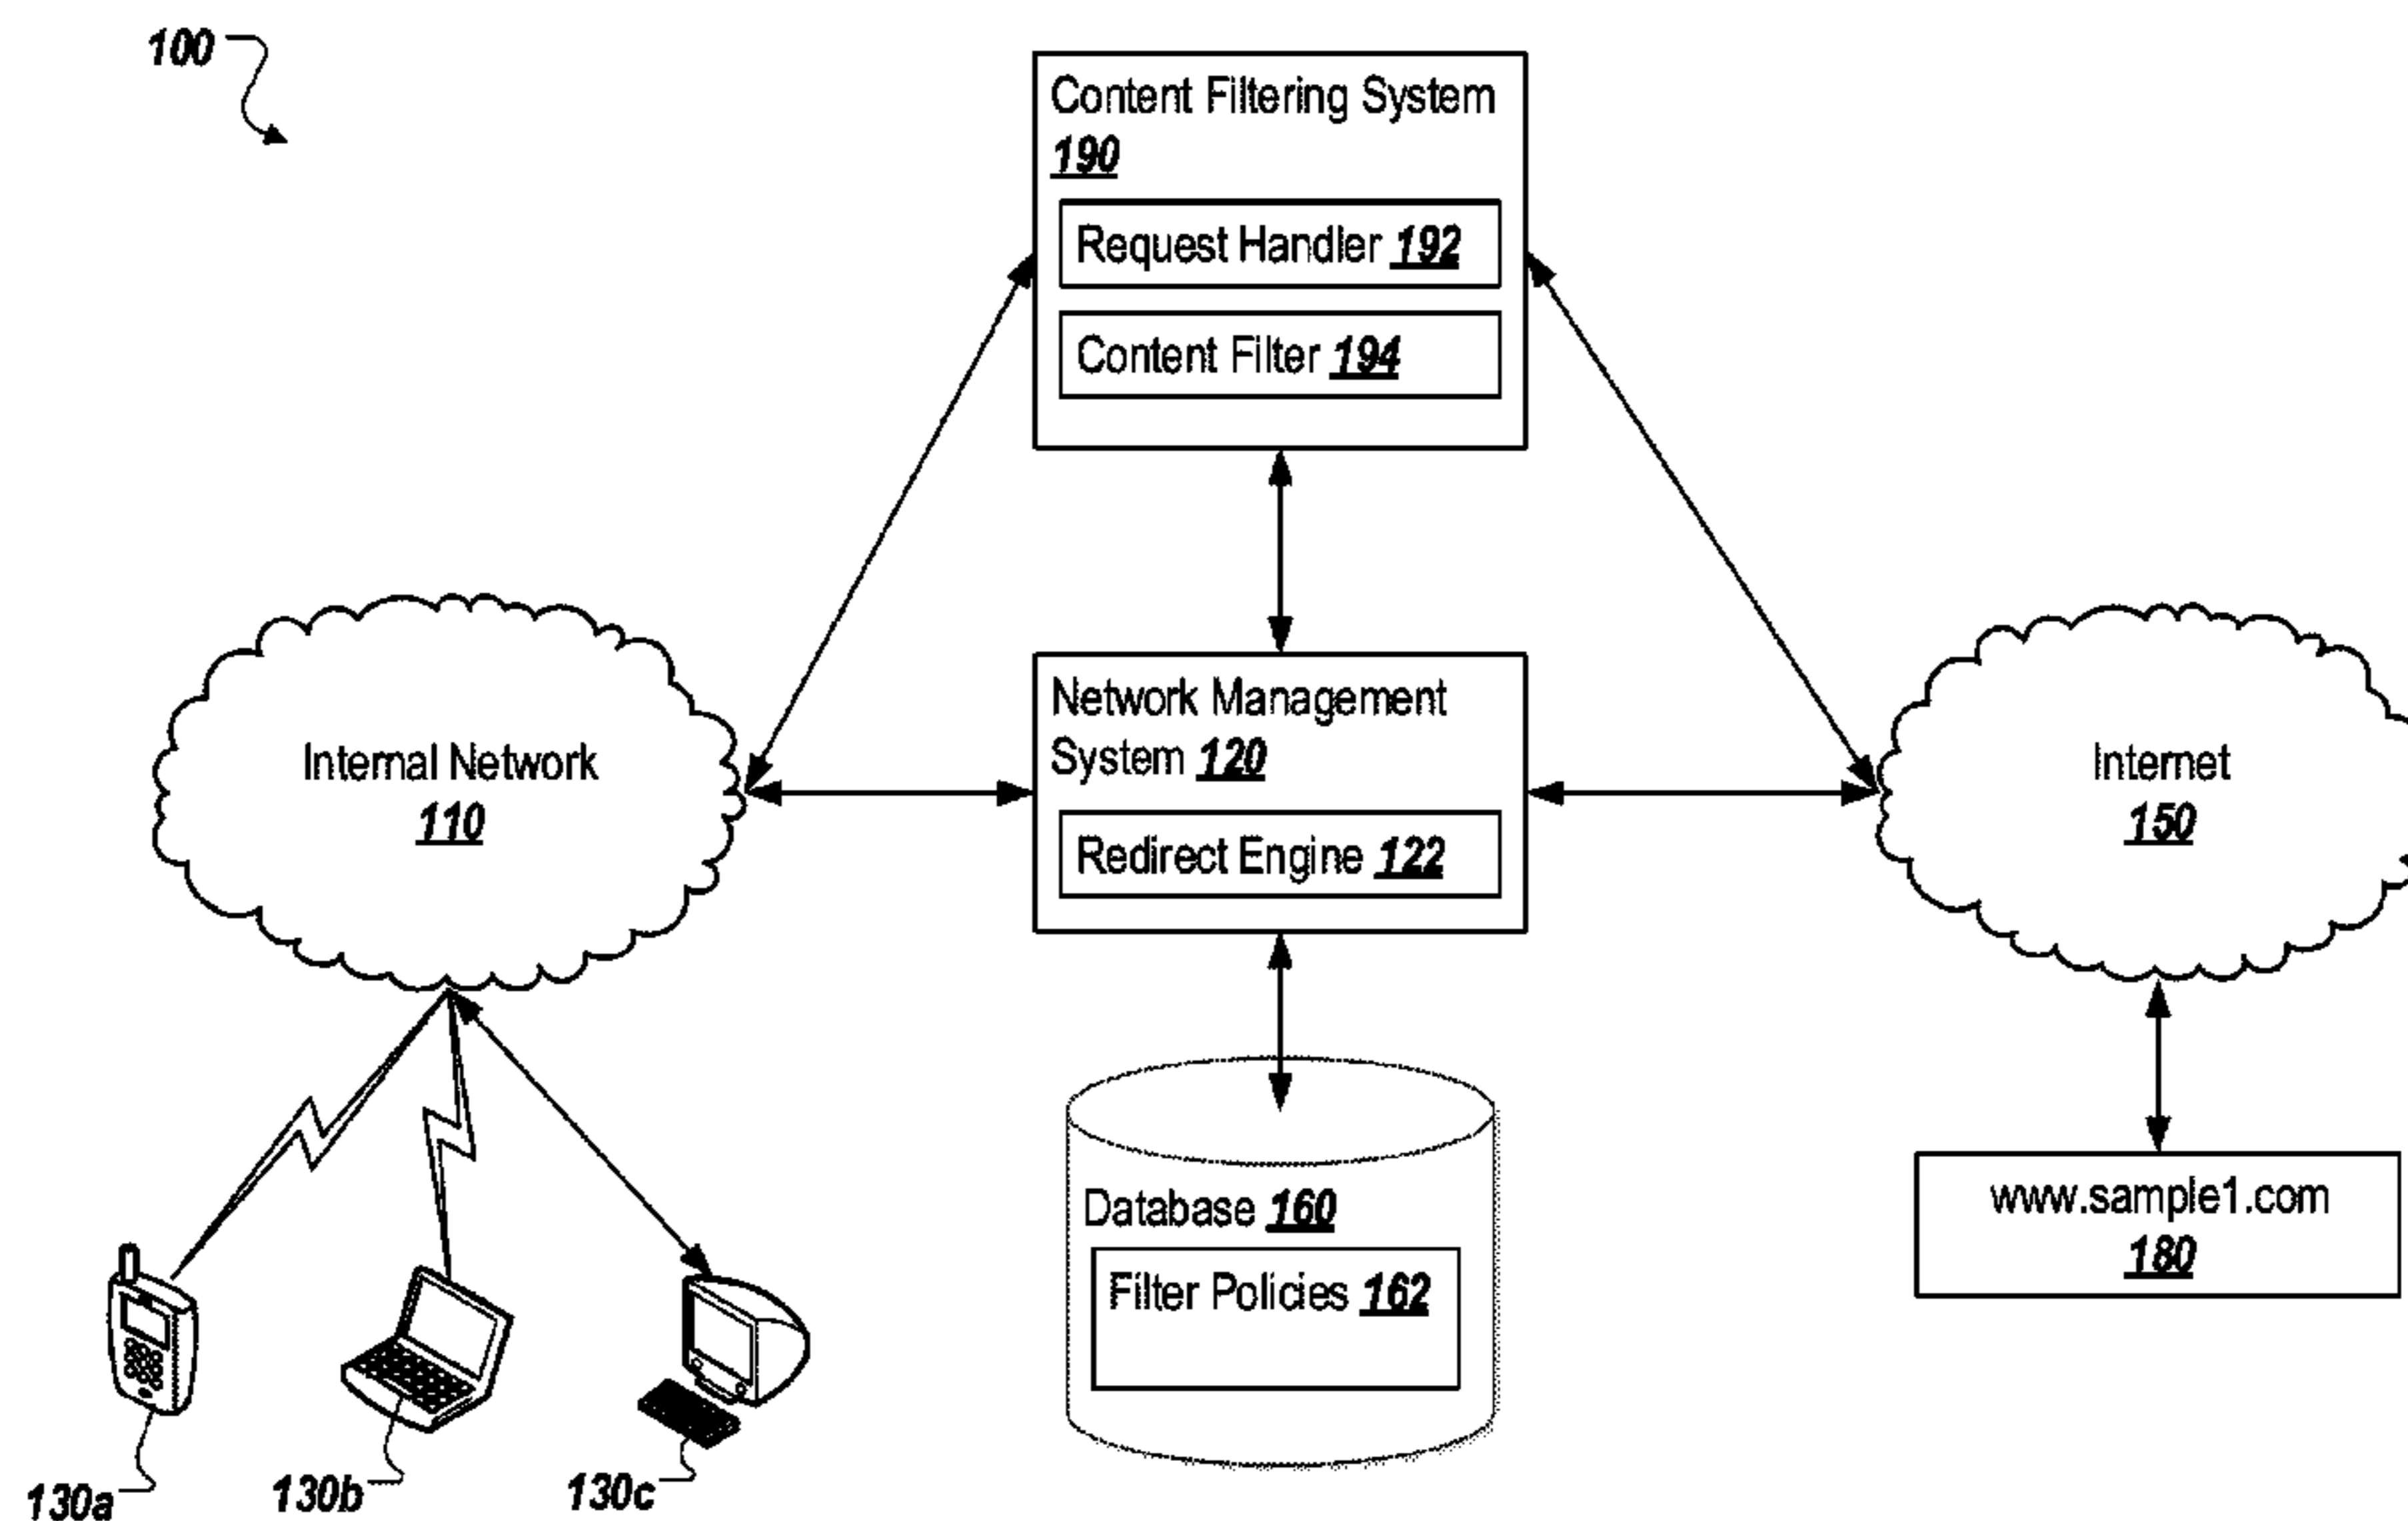 100
Content Filtering System
190
Request Handler 192
Content Filter 194
Network Management
System 120
Redirect Engine 122
Internal Network
110
Internet
150
Database 160
Filter Policies 162
www.sample1.com
180
130a
130b
130c